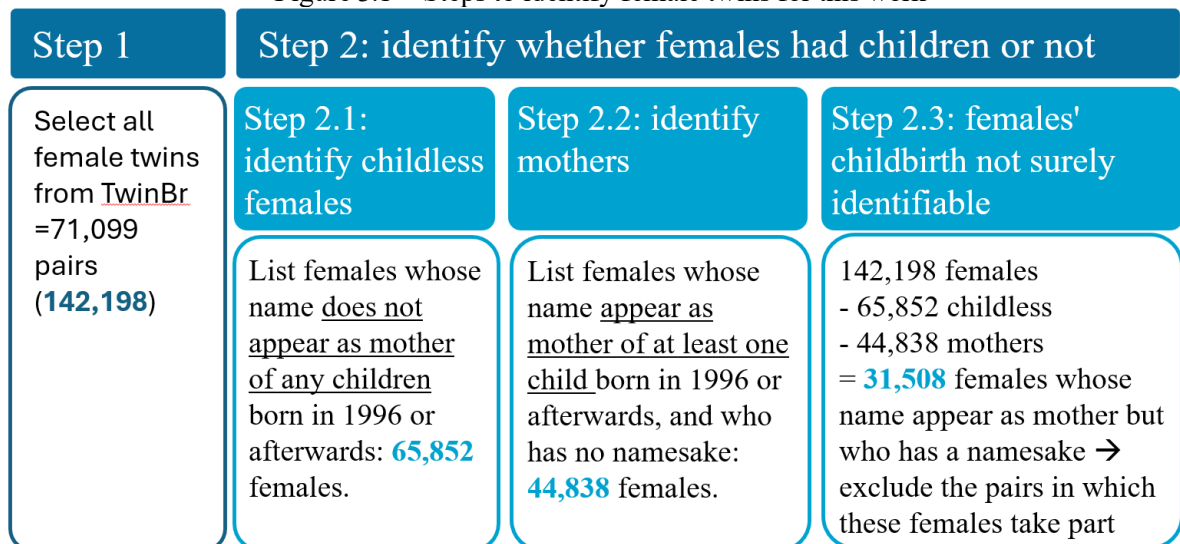 Step 1
Step 2: identify whether females had children or not
Select all
female twins
from TwinBr
=71,099
pairs
(142,198)
Step 2.1:
identify childless
females
List females whose
name does not
appear as mother
of any children
born in 1996 or
afterwards: 65,852
females.
Step 2.2: identify
mothers
List females whose
name appear as
mother of at least one
child born in 1996 or
afterwards, and who
has no namesake:
44,838 females.
Step 2.3: females'
childbirth not surely
identifiable
142,198 females
- 65,852 childless
- 44,838 mothers
= 31,508 females whose
name appear as mother but
who has a namesake →
exclude the pairs in which
these females take part